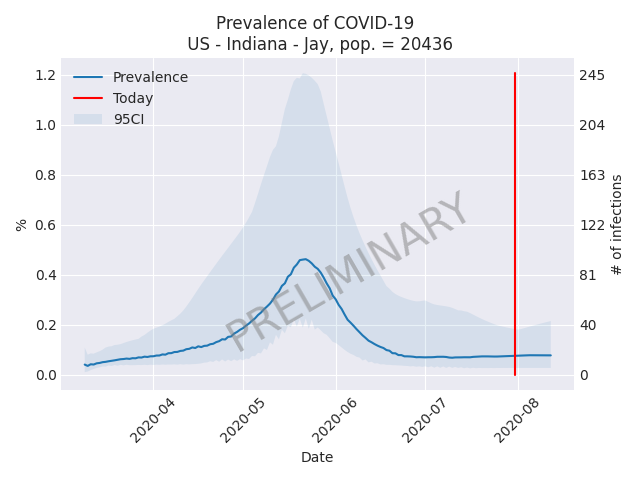 Prevalence of COVID-19
US - Indiana - Jay, pop. = 20436
Prevalence
Today
95CI
1.2
1.0
0.8
0.6
0.4
0.2
0.0
%
245
204
163
122
81
40
0
# of infections
PRELIMINARY
2020-04
2020-05
2020-06
2020-07
2020-08
Date